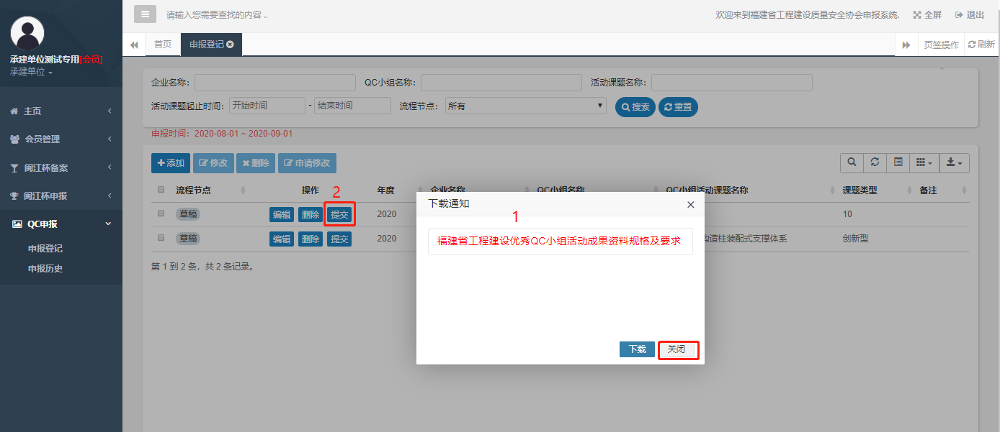 请输入您需要查找的内容 ..
欢迎来到福建省工程建设质量安全协会申报系统. 全屏 退出
承建单位测试专用[会员]
承建单位
首页 申报登记 页签操作 刷新
主页
会员管理
闽江杯备案
闽江杯申报
QC申报
申报登记
申报历史
企业名称: QC小组名称: 活动课题名称:
活动课题起止时间: 开始时间 - 结束时间 流程节点: 所有 搜索 重置
申报时间: 2020-08-01 ~ 2020-09-01
添加 修改 删除 申请修改
流程节点 操作 2 年度 企业名称 QC小组名称 QC小组活动课题名称 课题类型 备注
草稿 编辑 删除 提交 2020 10
草稿 编辑 删除 提交 2020 构造柱装配式支撑体系 创新型
第 1 到 2 条，共 2 条记录。
下载通知
1
福建省工程建设优秀QC小组活动成果资料规格及要求
下载 关闭